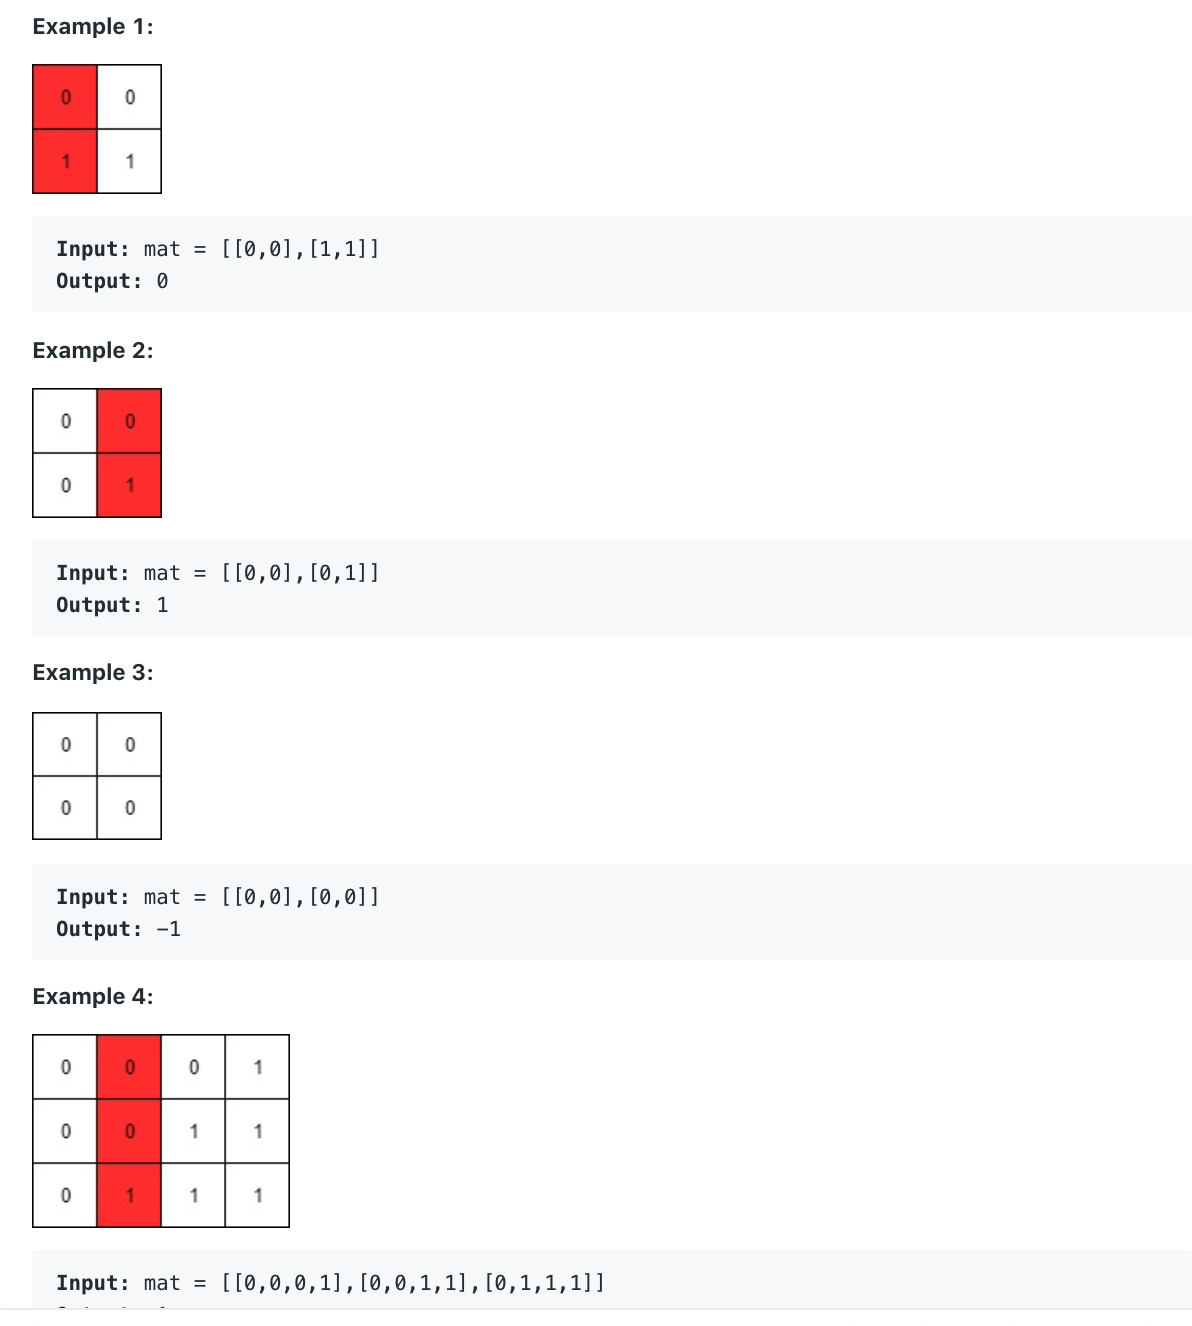 Example 1:
0 0
1 1
Input: mat = [[0,0],[1,1]]
Output: 0
Example 2:
0 0
0 1
Input: mat = [[0,0],[0,1]]
Output: 1
Example 3:
0 0
0 0
Input: mat = [[0,0],[0,0]]
Output: -1
Example 4:
0 0 0 1
0 0 1 1
0 1 1 1
Input: mat = [[0,0,0,1],[0,0,1,1],[0,1,1,1]]